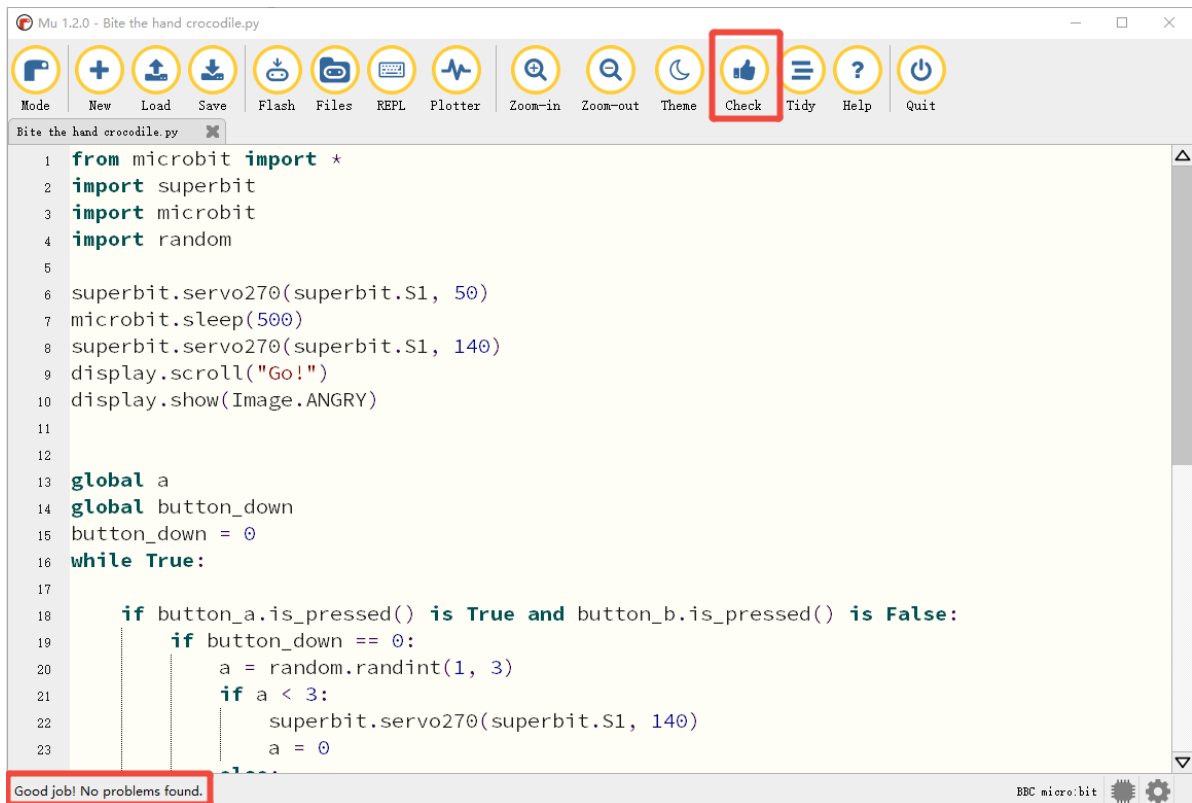 Mu 1.2.0 - Bite the hand crocodile.py
Mode New Load Save Flash Files REPL Plotter Zoom-in Zoom-out Theme Check Tidy Help Quit
Bite the hand crocodile.py
1 from microbit import *
2 import superbit
3 import microbit
4 import random
5
6 superbit.servo270(superbit.S1, 50)
7 microbit.sleep(500)
8 superbit.servo270(superbit.S1, 140)
9 display.scroll("Go!")
10 display.show(Image.ANGRY)
11
12
13 global a
14 global button_down
15 button_down = 0
16 while True:
17
18 if button_a.is_pressed() is True and button_b.is_pressed() is False:
19 if button_down == 0:
20 a = random.randint(1, 3)
21 if a < 3:
22 superbit.servo270(superbit.S1, 140)
23 a = 0
else:
Good job! No problems found.
BBC micro:bit